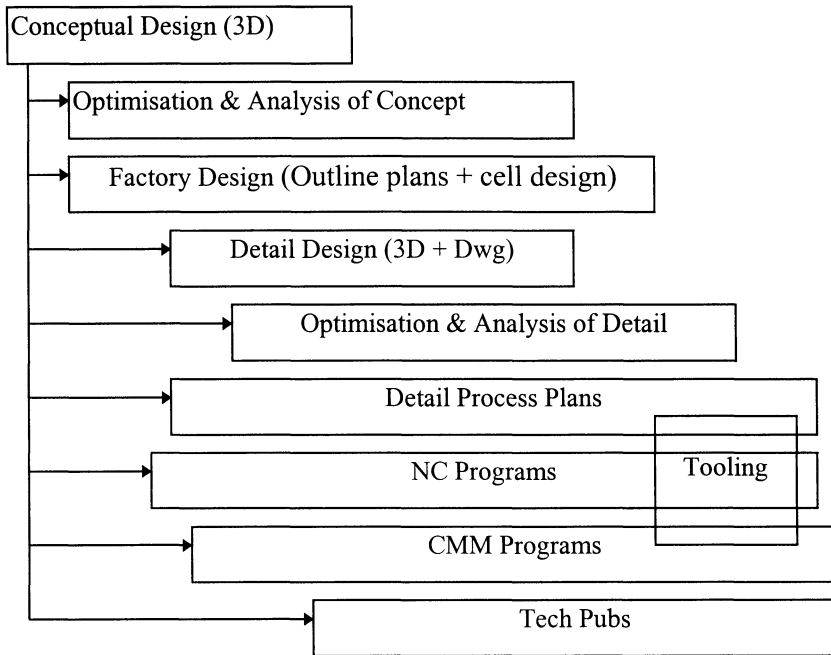 Conceptual Design (3D)
Optimisation & Analysis of Concept
Factory Design (Outline plans + cell design)
Detail Design (3D + Dwg)
Optimisation & Analysis of Detail
Detail Process Plans
NC Programs
Tooling
CMM Programs
Tech Pubs